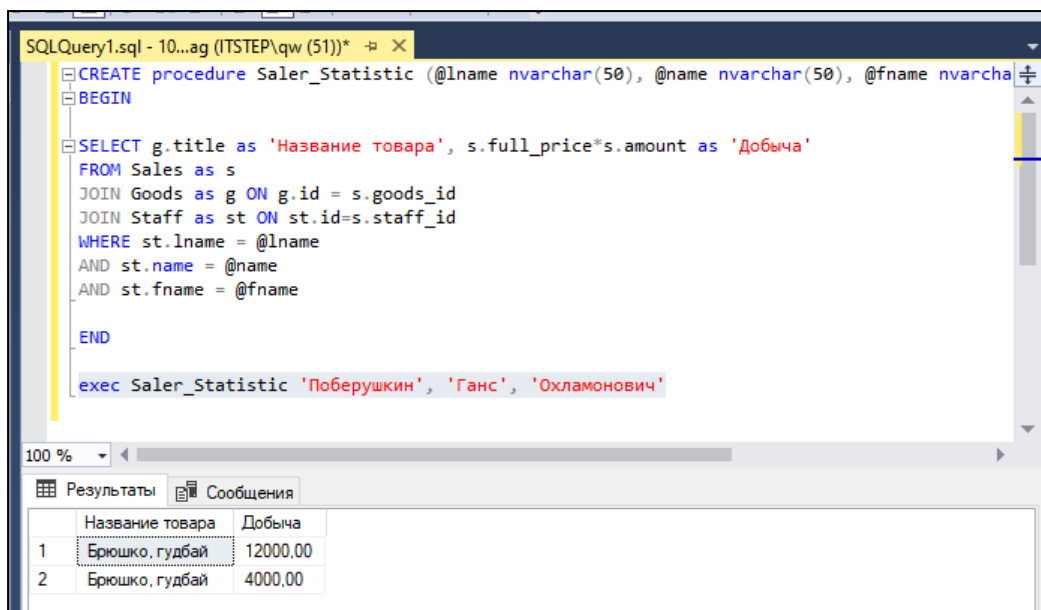 SQLQuery1.sql - 10...ag (ITSTEP\qw (51))*
CREATE procedure Saler_Statistic (@lname nvarchar(50), @name nvarchar(50), @fname nvarcha
BEGIN
SELECT g.title as 'Название товара', s.full_price*s.amount as 'Добыча'
FROM Sales as s
JOIN Goods as g ON g.id = s.goods_id
JOIN Staff as st ON st.id=s.staff_id
WHERE st.lname = @lname
AND st.name = @name
AND st.fname = @fname
END
exec Saler_Statistic 'Поберушкин', 'Ганс', 'Охламонович'
100 %
Результаты Сообщения
Название товара Добыча
1 Брюшко, гудбай 12000,00
2 Брюшко, гудбай 4000,00